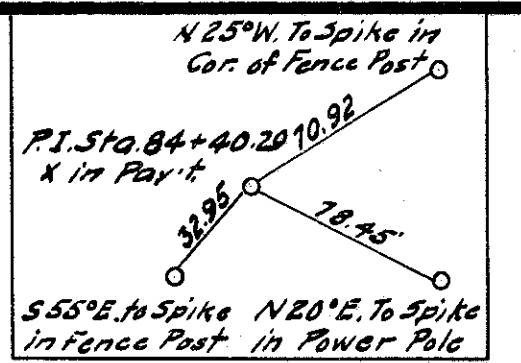 N 25°W. To Spike in
Cor. of Fence Post
P.I. Sta. 84+40.20
X in Pav't.
70.92
32.95
78.45'
S 55°E. to Spike
in Fence Post
N 20°E. To Spike
in Power Pole